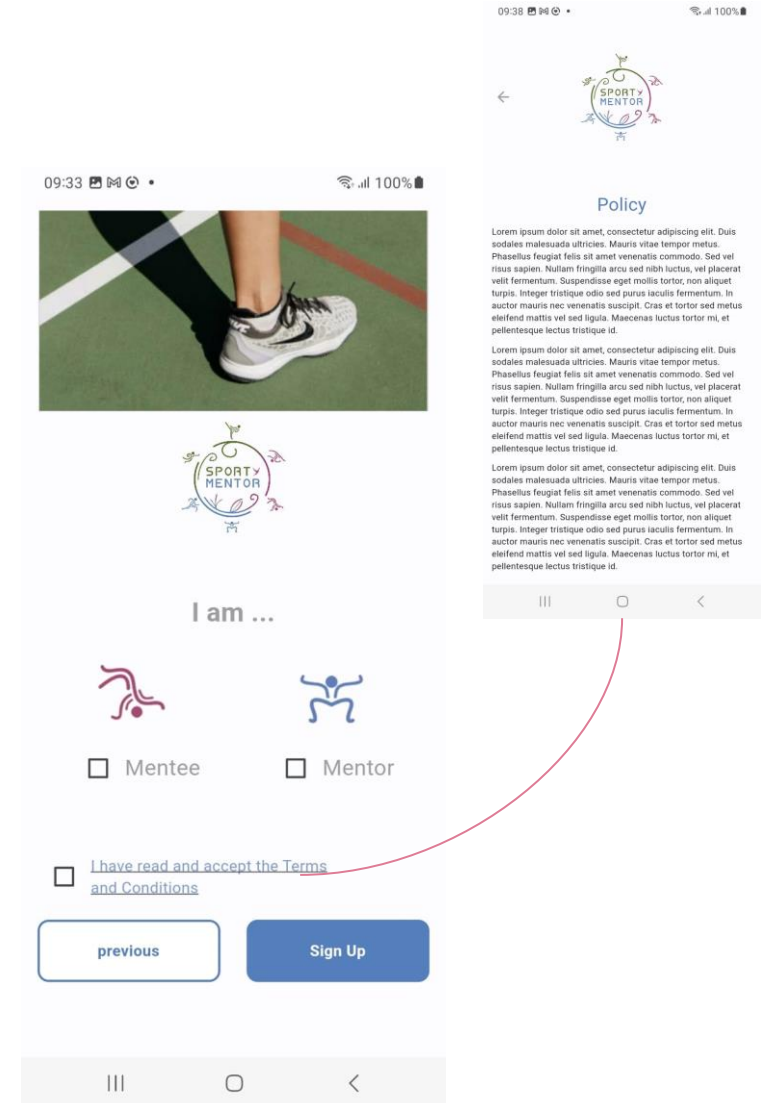 09:38
100%
SPORTY
MENTOR
Policy
Lorem ipsum dolor sit amet, consectetur adipiscing elit. Duis
sodales malesuada ultricies. Mauris vitae tempor metus.
Phasellus feugiat felis sit amet venenatis commodo. Sed vel
risus sapien. Nullam fringilla arcu sed nibh luctus, vel placerat
velit fermentum. Suspendisse eget mollis tortor, non aliquet
turpis. Integer tristique odio sed purus iaculis fermentum. In
auctor mauris nec venenatis suscipit. Cras et tortor sed metus
eleifend mattis vel sed ligula. Maecenas luctus tortor mi, et
pellentesque lectus tristique id.
Lorem ipsum dolor sit amet, consectetur adipiscing elit. Duis
sodales malesuada ultricies. Mauris vitae tempor metus.
Phasellus feugiat felis sit amet venenatis commodo. Sed vel
risus sapien. Nullam fringilla arcu sed nibh luctus, vel placerat
velit fermentum. Suspendisse eget mollis tortor, non aliquet
turpis. Integer tristique odio sed purus iaculis fermentum. In
auctor mauris nec venenatis suscipit. Cras et tortor sed metus
eleifend mattis vel sed ligula. Maecenas luctus tortor mi, et
pellentesque lectus tristique id.
Lorem ipsum dolor sit amet, consectetur adipiscing elit. Duis
sodales malesuada ultricies. Mauris vitae tempor metus.
Phasellus feugiat felis sit amet venenatis commodo. Sed vel
risus sapien. Nullam fringilla arcu sed nibh luctus, vel placerat
velit fermentum. Suspendisse eget mollis tortor, non aliquet
turpis. Integer tristique odio sed purus iaculis fermentum. In
auctor mauris nec venenatis suscipit. Cras et tortor sed metus
eleifend mattis vel sed ligula. Maecenas luctus tortor mi, et
pellentesque lectus tristique id.
09:33
100%
SPORTY
MENTOR
I am ...
Mentee
Mentor
I have read and accept the Terms
and Conditions
previous
Sign Up